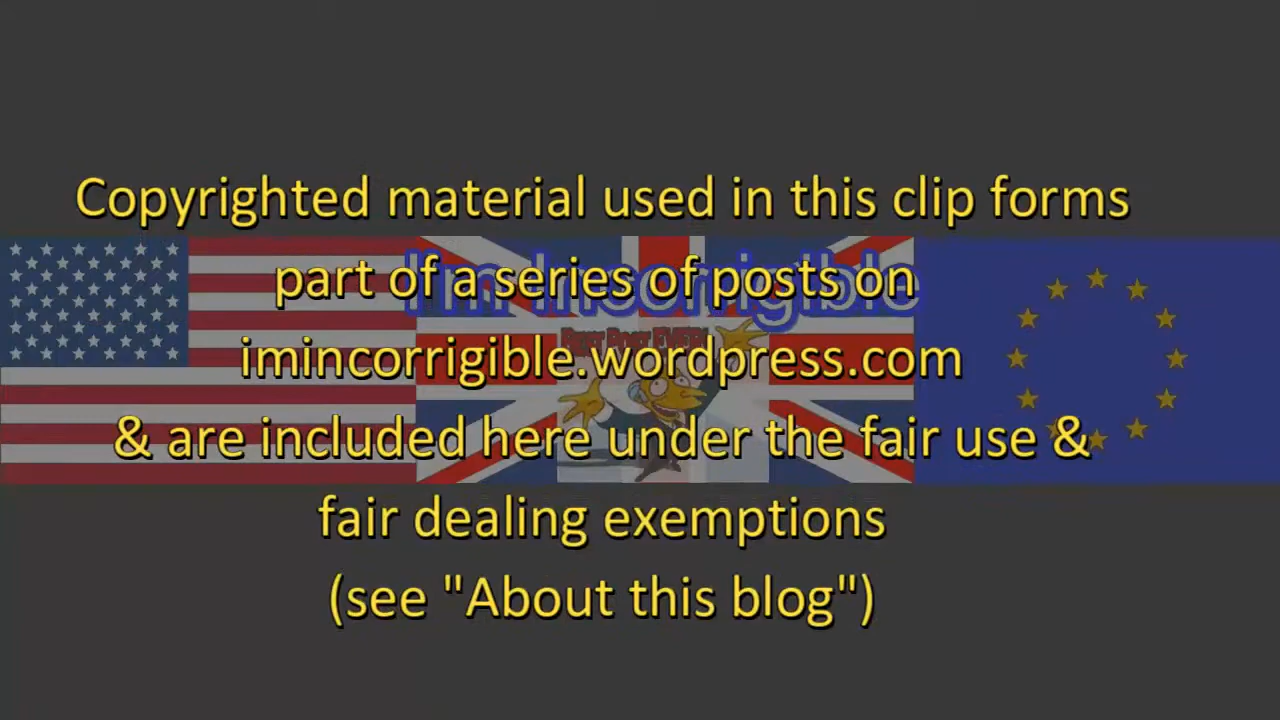 Copyrighted material used in this clip forms
part of a series of posts on
imincorrigible.wordpress.com
& are included here under the fair use &
fair dealing exemptions
(see "About this blog")
I'm Incorrigible